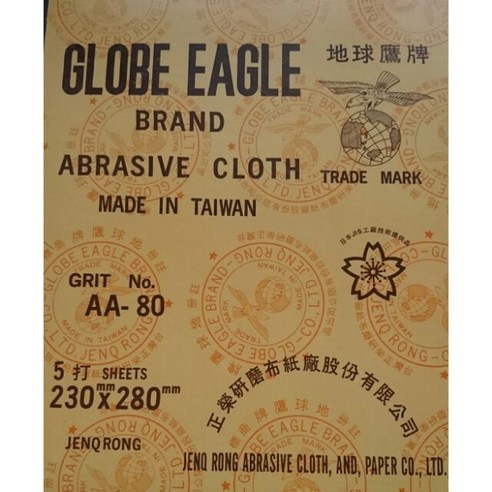 GLOBE EAGLE
地球鷹牌
BRAND
ABRASIVE CLOTH
TRADE MARK
MADE IN TAIWAN
GRIT No.
AA-80
5 打 SHEETS
230mm x 280mm
正榮研磨布紙廠股份有限公司
JENQ RONG
JENQ RONG ABRASIVE CLOTH, AND, PAPER CO., LTD.